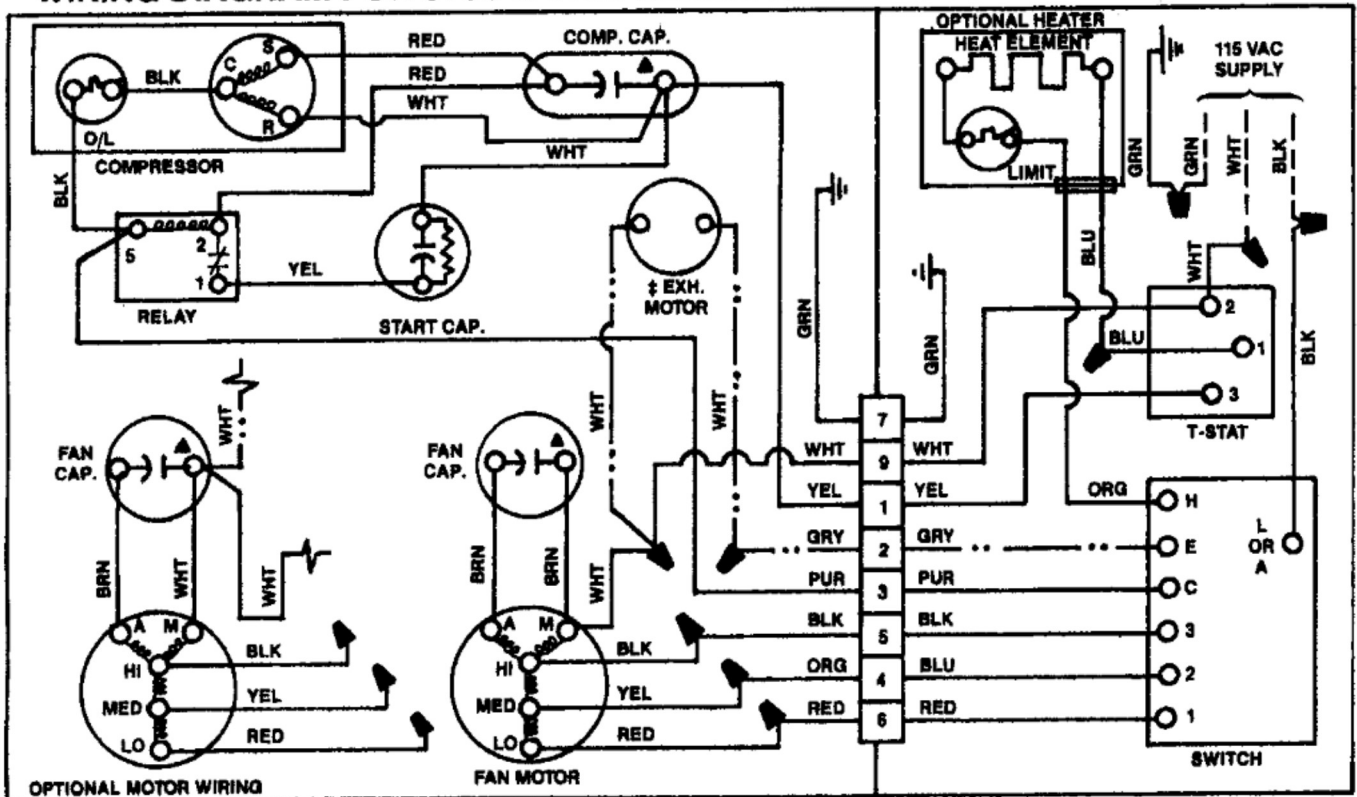 RED
COMP. CAP.
OPTIONAL HEATER
HEAT ELEMENT
115 VAC
SUPPLY
S
C
BLK
RED
WHT
R
O/L
COMPRESSOR
WHT
LIMIT
GRN
GRN
WHT
BLK
BLK
5
2
1
YEL
RELAY
START CAP.
‡ EXH.
MOTOR
GRN
GRN
BLU
WHT
2
BLU
1
3
BLK
T-STAT
WHT
WHT
WHT
FAN
CAP.
FAN
CAP.
7
WHT
9
WHT
YEL
1
YEL
ORG
H
GRY
2
GRY
E
L
OR
A
PUR
3
PUR
C
BLK
5
BLK
3
ORG
4
BLU
2
RED
6
RED
1
SWITCH
BRN
WHT
WHT
BRN
BRN
WHT
A
M
HI
BLK
MED
YEL
LO
RED
OPTIONAL MOTOR WIRING
A
M
HI
BLK
MED
YEL
LO
RED
FAN MOTOR